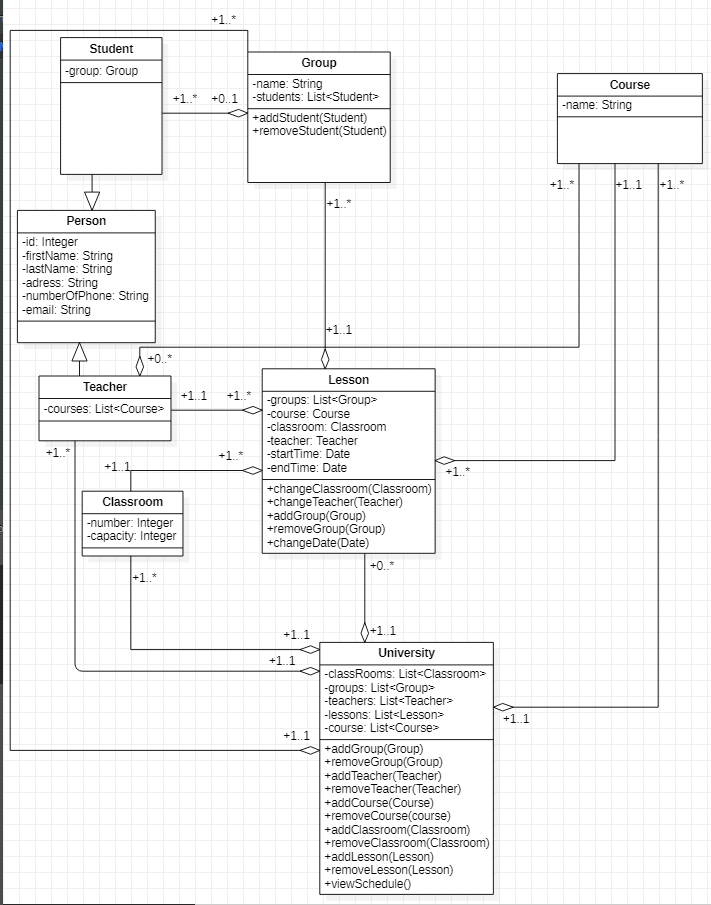 +1..*
Student
-group: Group
+1..*
+0..1
Group
-name: String
-students: List<Student>
+addStudent(Student)
+removeStudent(Student)
Course
-name: String
+1..*
+1..1
+1..*
+1..*
Person
-id: Integer
-firstName: String
-lastName: String
-adress: String
-numberOfPhone: String
-email: String
+1..1
+0..*
Teacher
-courses: List<Course>
+1..1
+1..*
Lesson
-groups: List<Group>
-course: Course
-classroom: Classroom
-teacher: Teacher
-startTime: Date
-endTime: Date
+changeClassroom(Classroom)
+changeTeacher(Teacher)
+addGroup(Group)
+removeGroup(Group)
+changeDate(Date)
+1..*
+1..*
+1..1
+1..*
Classroom
-number: Integer
-capacity: Integer
+1..*
+0..*
+1..1
+1..1
+1..1
+1..1
+1..1
University
-classRooms: List<Classroom>
-groups: List<Group>
-teachers: List<Teacher>
-lessons: List<Lesson>
-course: List<Course>
+addGroup(Group)
+removeGroup(Group)
+addTeacher(Teacher)
+removeTeacher(Teacher)
+addCourse(Course)
+removeCourse(course)
+addClassroom(Classroom)
+removeClassroom(Classroom)
+addLesson(Lesson)
+removeLesson(Lesson)
+viewSchedule()